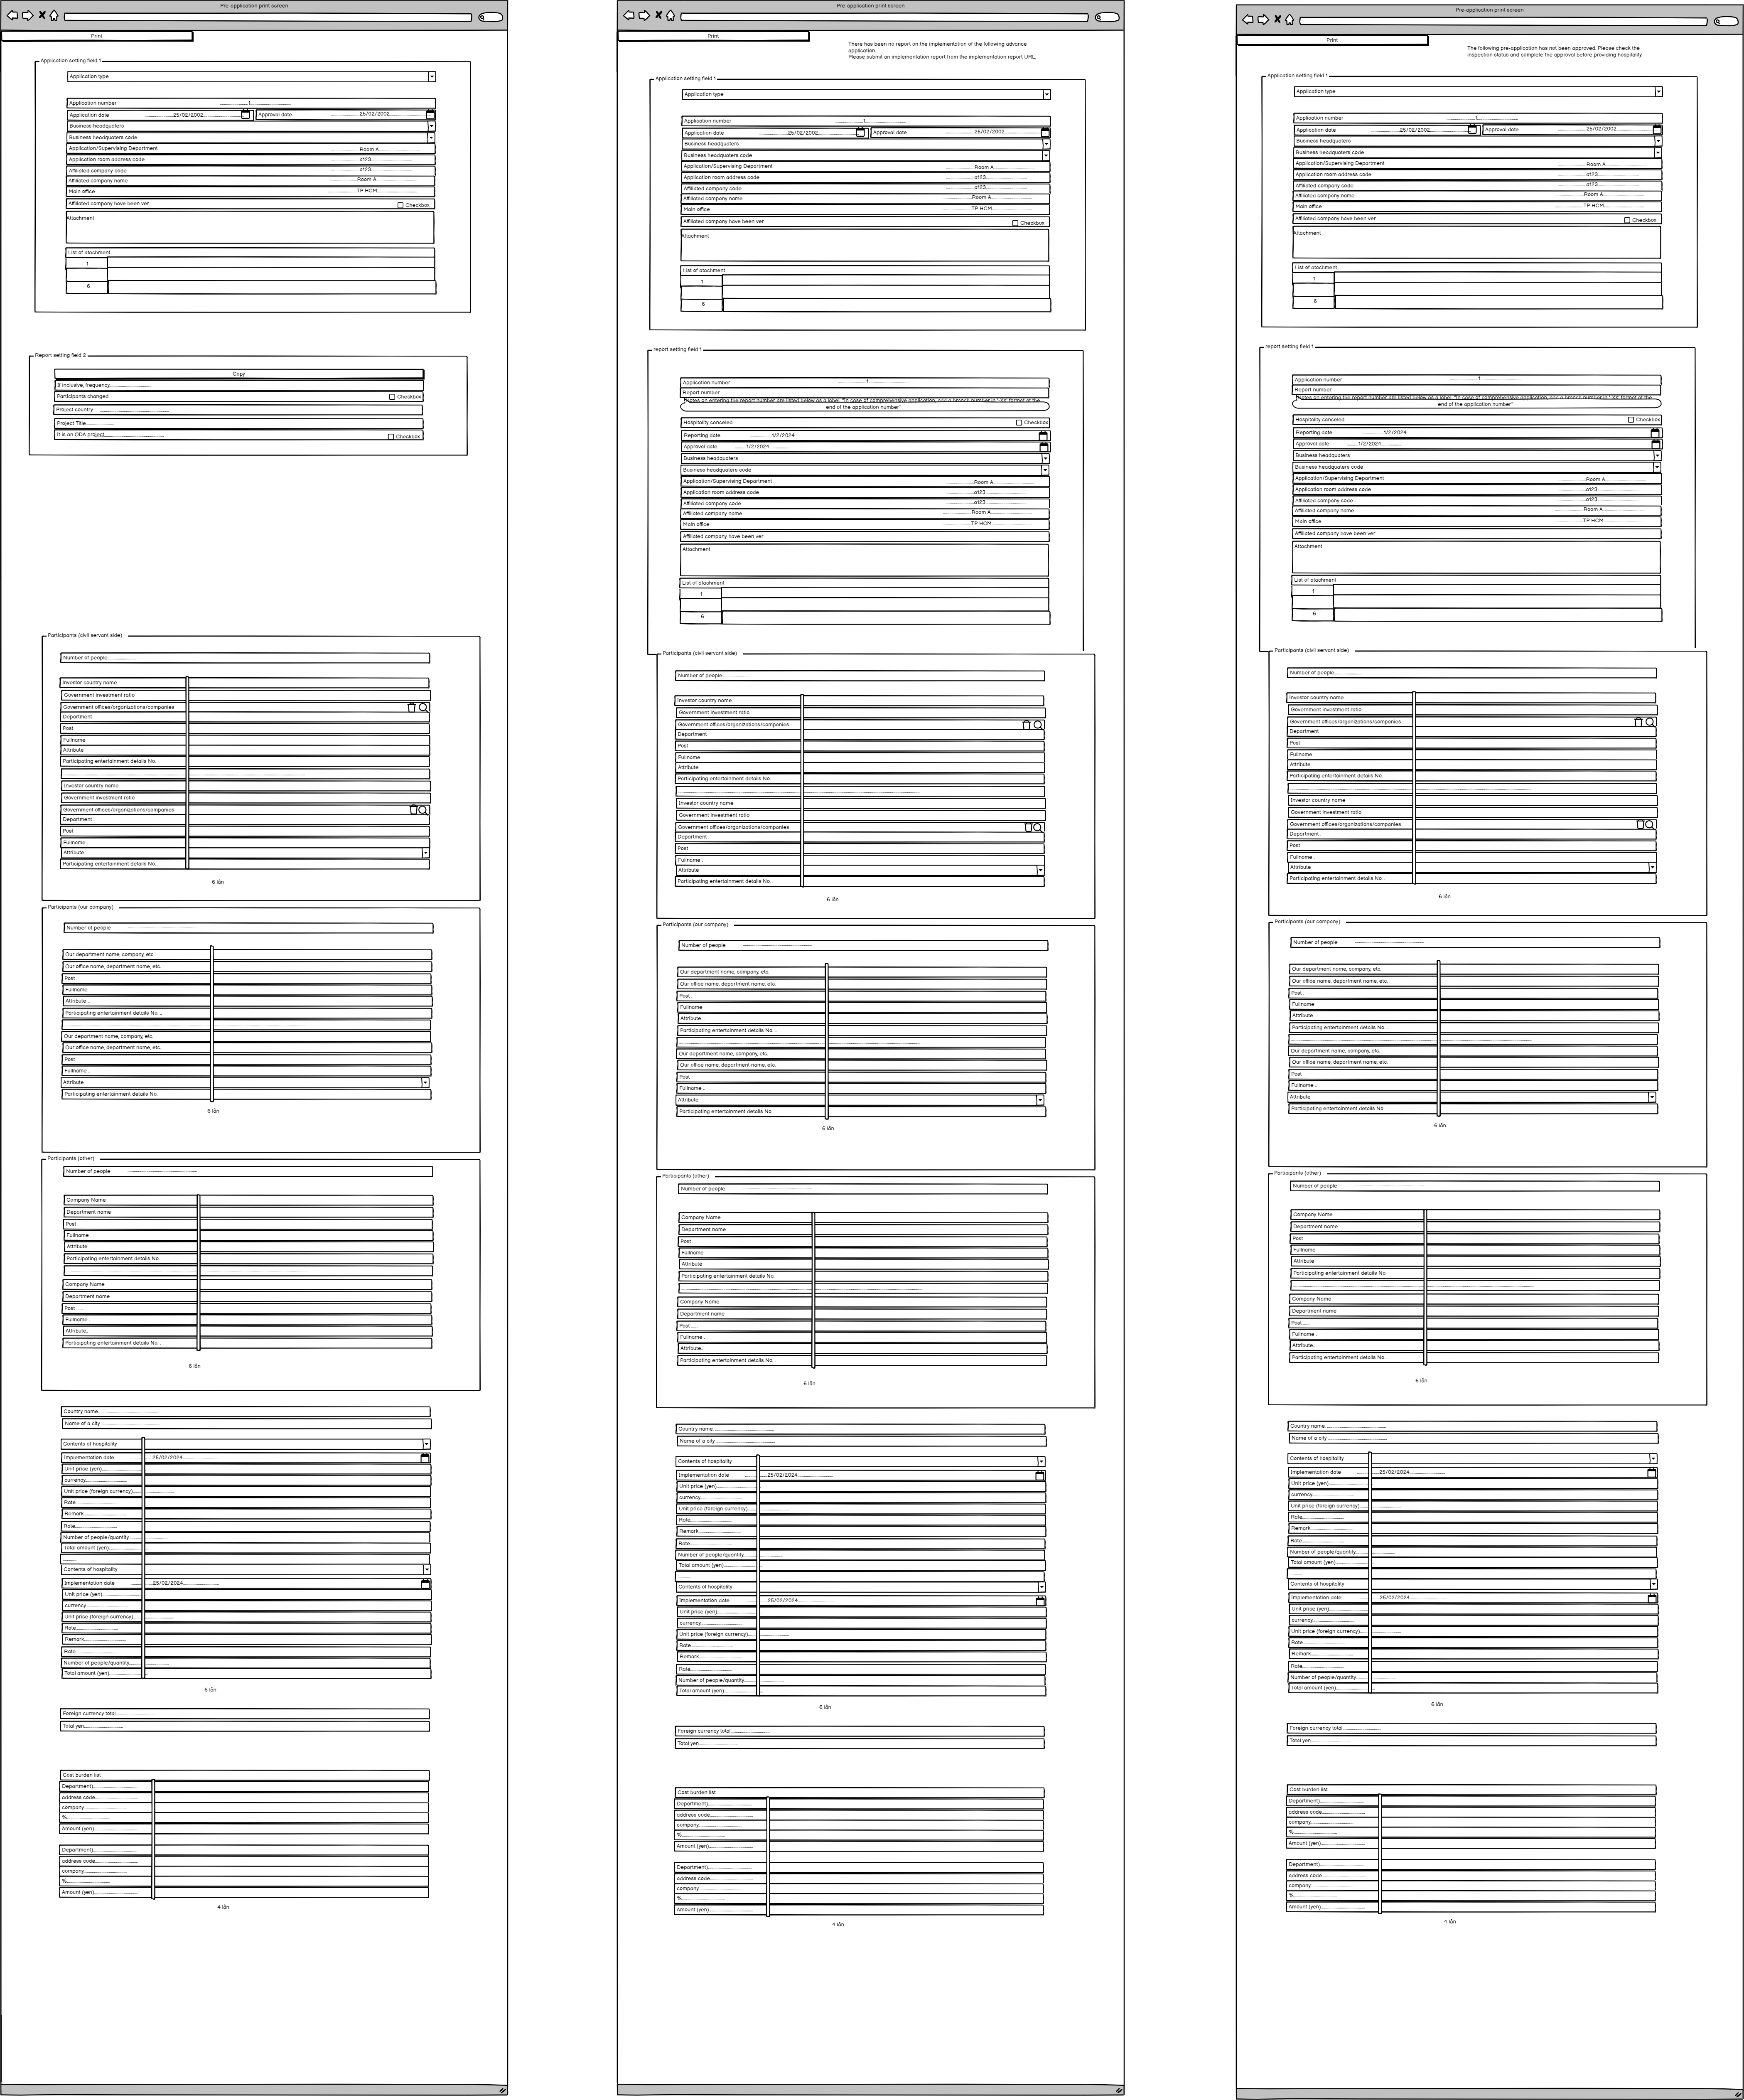 Pre-application print screen
Print
Application setting field 1
Application type
Application number ....................1..............................
Application date ....................25/02/2002....................
Approval date ....................25/02/2002....................
Business headquaters
Business headquaters code
Application/Supervising Department ....................Room A....................
Application room address code ....................a123....................
Affiliated company code ....................a123....................
Affiliated company name ....................Room A....................
Main office ....................TP HCM....................
Affiliated company have been ver Checkbox
Attachment
List of atachment
1
6
Report setting field 2
Copy
If inclusive, frequency..............................
Participants changed Checkbox
Project country ..............................
Project Title....................
It is an ODA project.............................. Checkbox
Participants (civil servant side)
Number of people....................
Investor country name
Government investment ratio
Government offices/organizations/companies
Department
Post
Fullname
Attribute
Participating entertainment details No.
............................................................
Investor country name
Government investment ratio
Government offices/organizations/companies
Department .
Post
Fullname .
Attribute
Participating entertainment details No. .
6 lần
Participants (our company)
Number of people ..............................
Our department name, company, etc.
Our office name, department name, etc.
Post .
Fullname
Attribute ..
Participating entertainment details No. ..
............................................................
Our department name, company, etc.
Our office name, department name, etc.
Post
Fullname ..
Attribute
Participating entertainment details No.
6 lần
Participants (other)
Number of people ..............................
Company Name
Department name
Post
Fullname
Attribute
Participating entertainment details No.
............................................................
Company Name
Department name
Post .....
Fullname .
Attribute..
Participating entertainment details No. .
6 lần
Country name ..............................
Name of a city ..............................
Contents of hospitality
Implementation date ..........25/02/2024..............................
Unit price (yen)....................
currency..............................
Unit price (foreign currency)....................
Rate....................
Remark....................
Rate....................
Number of people/quantity....................
Total amount (yen)....................
..........
Contents of hospitality
Implementation date ..........25/02/2024..............................
Unit price (yen)....................
currency..............................
Unit price (foreign currency)....................
Rate....................
Remark....................
Rate....................
Number of people/quantity....................
Total amount (yen)....................
6 lần
Foreign currency total....................
Total yen....................
Cost burden list
Department)....................
address code....................
company....................
%....................
Amount (yen)....................
Department)....................
address code....................
company....................
%....................
Amount (yen)....................
4 lần
Pre-application print screen
Print
There has been no report on the implementation of the following advance
application.
Please submit an implementation report from the implementation report URL.
Application setting field 1
Application type
Application number ....................1..............................
Application date ....................25/02/2002....................
Approval date ....................25/02/2002....................
Business headquaters
Business headquaters code
Application/Supervising Department ....................Room A....................
Application room address code ....................a123....................
Affiliated company code ....................a123....................
Affiliated company name ....................Room A....................
Main office ....................TP HCM....................
Affiliated company have been ver Checkbox
Attachment
List of atachment
1
6
report setting field 1
Application number ....................1..............................
Report number
"Notes on entering the report number are listed below as a label. "In case of comprehensive application, add a branch number in "-XX" format at the
end of the application number"
Hospitality canceled Checkbox
Reporting date ..........1/2/2024
Approval date ..........1/2/2024..........
Business headquaters
Business headquaters code
Application/Supervising Department ....................Room A....................
Application room address code ....................a123....................
Affiliated company code ....................a123....................
Affiliated company name ....................Room A....................
Main office ....................TP HCM....................
Affiliated company have been ver
Attachment
List of atachment
1
6
Participants (civil servant side)
Number of people....................
Investor country name
Government investment ratio
Government offices/organizations/companies
Department
Post
Fullname
Attribute
Participating entertainment details No.
............................................................
Investor country name
Government investment ratio
Government offices/organizations/companies
Department .
Post
Fullname .
Attribute
Participating entertainment details No. .
6 lần
Participants (our company)
Number of people ..............................
Our department name, company, etc.
Our office name, department name, etc.
Post .
Fullname
Attribute ..
Participating entertainment details No. ..
............................................................
Our department name, company, etc.
Our office name, department name, etc.
Post
Fullname ..
Attribute
Participating entertainment details No.
6 lần
Participants (other)
Number of people ..............................
Company Name
Department name
Post
Fullname
Attribute
Participating entertainment details No.
............................................................
Company Name
Department name
Post .....
Fullname .
Attribute..
Participating entertainment details No. .
6 lần
Country name ..............................
Name of a city ..............................
Contents of hospitality
Implementation date ..........25/02/2024..............................
Unit price (yen)....................
currency..............................
Unit price (foreign currency)....................
Rate....................
Remark....................
Rate....................
Number of people/quantity....................
Total amount (yen)....................
..........
Contents of hospitality
Implementation date ..........25/02/2024..............................
Unit price (yen)....................
currency..............................
Unit price (foreign currency)....................
Rate....................
Remark....................
Rate....................
Number of people/quantity....................
Total amount (yen)....................
6 lần
Foreign currency total....................
Total yen....................
Cost burden list
Department)....................
address code....................
company....................
%....................
Amount (yen)....................
Department)....................
address code....................
company....................
%....................
Amount (yen)....................
4 lần
Pre-application print screen
Print
The following pre-application has not been approved. Please check the
inspection status and complete the approval before providing hospitality.
Application setting field 1
Application type
Application number ....................1..............................
Application date ....................25/02/2002....................
Approval date ....................25/02/2002....................
Business headquaters
Business headquaters code
Application/Supervising Department ....................Room A....................
Application room address code ....................a123....................
Affiliated company code ....................a123....................
Affiliated company name ....................Room A....................
Main office ....................TP HCM....................
Affiliated company have been ver Checkbox
Attachment
List of atachment
1
6
report setting field 1
Application number ....................1..............................
Report number
"Notes on entering the report number are listed below as a label. "In case of comprehensive application, add a branch number in "-XX" format at the
end of the application number"
Hospitality canceled Checkbox
Reporting date ..........1/2/2024
Approval date ..........1/2/2024..........
Business headquaters
Business headquaters code
Application/Supervising Department ....................Room A....................
Application room address code ....................a123....................
Affiliated company code ....................a123....................
Affiliated company name ....................Room A....................
Main office ....................TP HCM....................
Affiliated company have been ver
Attachment
List of atachment
1
6
Participants (civil servant side)
Number of people....................
Investor country name
Government investment ratio
Government offices/organizations/companies
Department
Post
Fullname
Attribute
Participating entertainment details No.
............................................................
Investor country name
Government investment ratio
Government offices/organizations/companies
Department .
Post
Fullname .
Attribute
Participating entertainment details No. .
6 lần
Participants (our company)
Number of people ..............................
Our department name, company, etc.
Our office name, department name, etc.
Post .
Fullname
Attribute ..
Participating entertainment details No. ..
............................................................
Our department name, company, etc.
Our office name, department name, etc.
Post
Fullname ..
Attribute
Participating entertainment details No.
6 lần
Participants (other)
Number of people ..............................
Company Name
Department name
Post
Fullname
Attribute
Participating entertainment details No.
............................................................
Company Name
Department name
Post .....
Fullname .
Attribute..
Participating entertainment details No. .
6 lần
Country name ..............................
Name of a city ..............................
Contents of hospitality
Implementation date ..........25/02/2024..............................
Unit price (yen)....................
currency..............................
Unit price (foreign currency)....................
Rate....................
Remark....................
Rate....................
Number of people/quantity....................
Total amount (yen)....................
..........
Contents of hospitality
Implementation date ..........25/02/2024..............................
Unit price (yen)....................
currency..............................
Unit price (foreign currency)....................
Rate....................
Remark....................
Rate....................
Number of people/quantity....................
Total amount (yen)....................
6 lần
Foreign currency total....................
Total yen....................
Cost burden list
Department)....................
address code....................
company....................
%....................
Amount (yen)....................
Department)....................
address code....................
company....................
%....................
Amount (yen)....................
4 lần